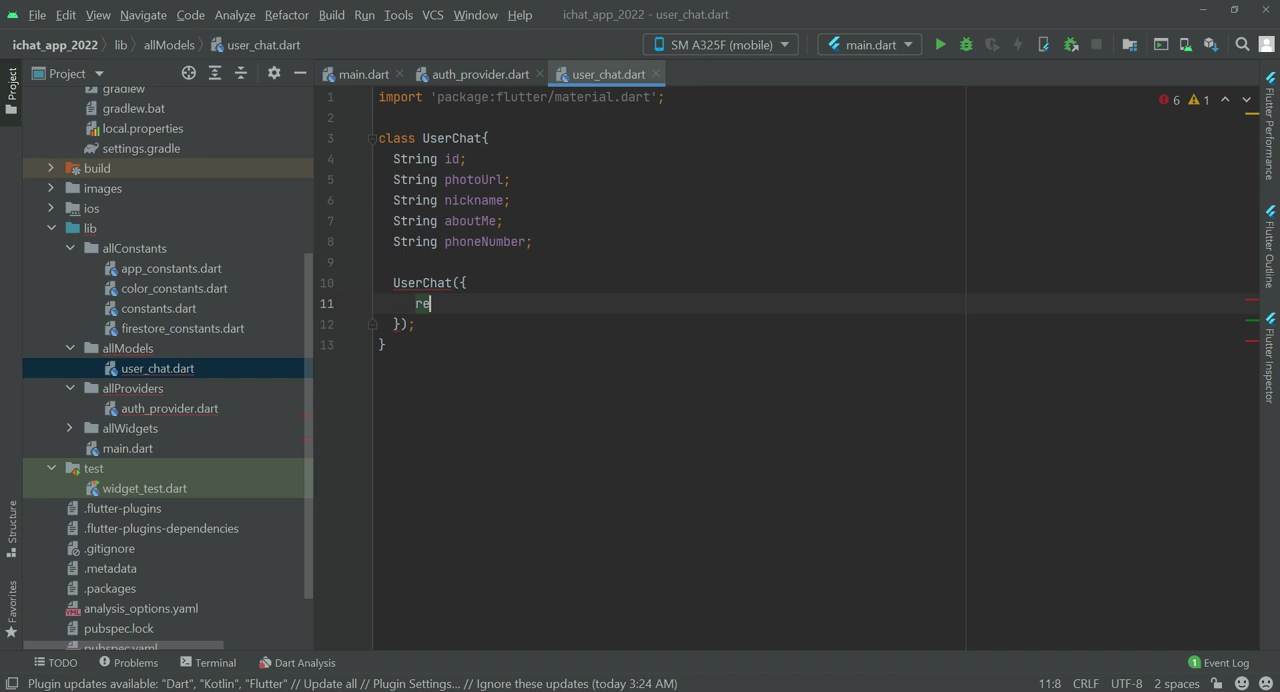 File Edit View Navigate Code Analyze Refactor Build Run Tools VCS Window Help ichat_app_2022 - user_chat.dart
ichat_app_2022 lib allModels user_chat.dart SM A325F (mobile) main.dart
Project main.dart auth_provider.dart user_chat.dart
gradlew
gradlew.bat
local.properties
settings.gradle
build
images
ios
lib
allConstants
app_constants.dart
color_constants.dart
constants.dart
firestore_constants.dart
allModels
user_chat.dart
allProviders
auth_provider.dart
allWidgets
main.dart
test
widget_test.dart
.flutter-plugins
.flutter-plugins-dependencies
.gitignore
.metadata
.packages
analysis_options.yaml
pubspec.lock
pubspec.yaml
1 import 'package:flutter/material.dart';
2
3 class UserChat{
4 String id;
5 String photoUrl;
6 String nickname;
7 String aboutMe;
8 String phoneNumber;
9
10 UserChat({
11 re
12 });
13 }
6 1
Project
Structure
Favorites
Flutter Performance
Flutter Outline
Flutter Inspector
TODO Problems Terminal Dart Analysis 1 Event Log
Plugin updates available: "Dart", "Kotlin", "Flutter" // Update all // Plugin Settings... // Ignore these updates (today 3:24 AM) 11:8 CRLF UTF-8 2 spaces